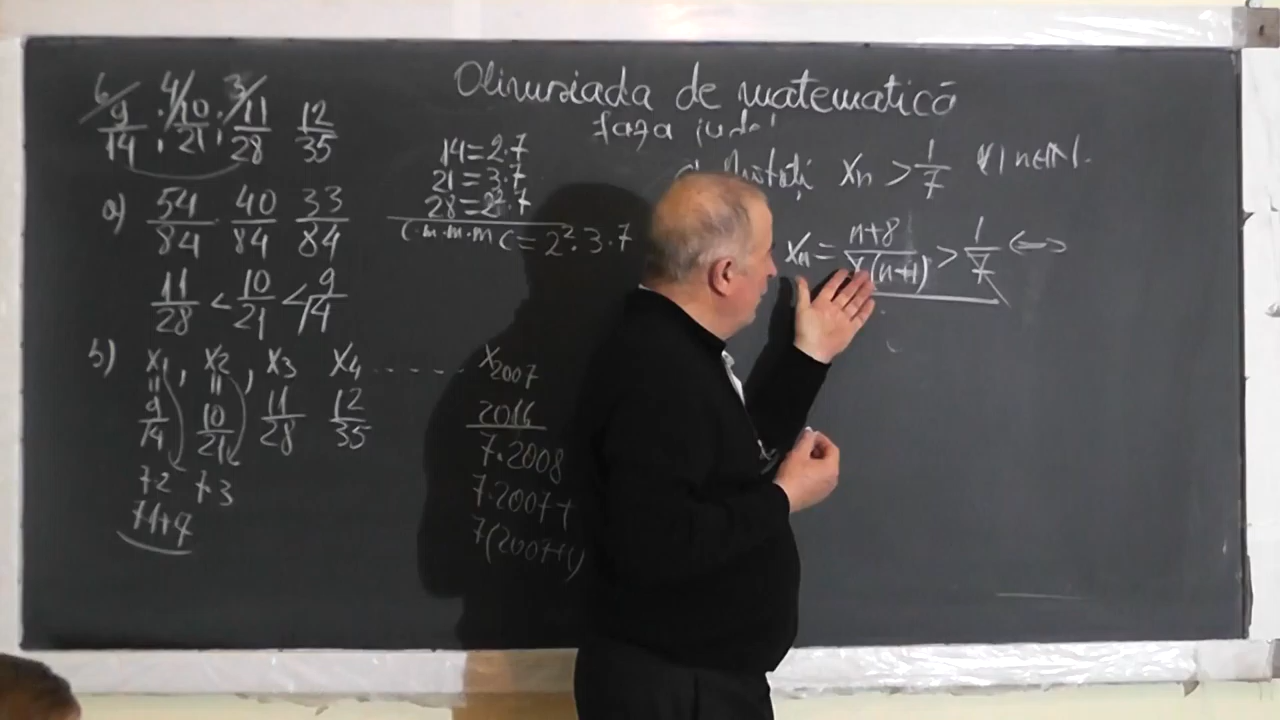 Olimpiada de matematică
faza jude
6/ 4/ 3/
9/14 ; 10/21 ; 11/28 12/35
14=2·7
21=3·7
28=2²·7
c.m.m.m c = 2²·3·7
a) 54/84 40/84 33/84
11/28 < 10/21 < 9/14
b) x₁, x₂, x₃ x₄ ..... x₂₀₀₇
= =
9/14 10/21 11/28 12/35 2016/7·2008
7·2 7·3 7·2007+
7·1+7 7(2007+1)
xₙ > 1/7 (∀) n∈ℕ.
xₙ = n+8/7(n+1) > 1/7 <=>